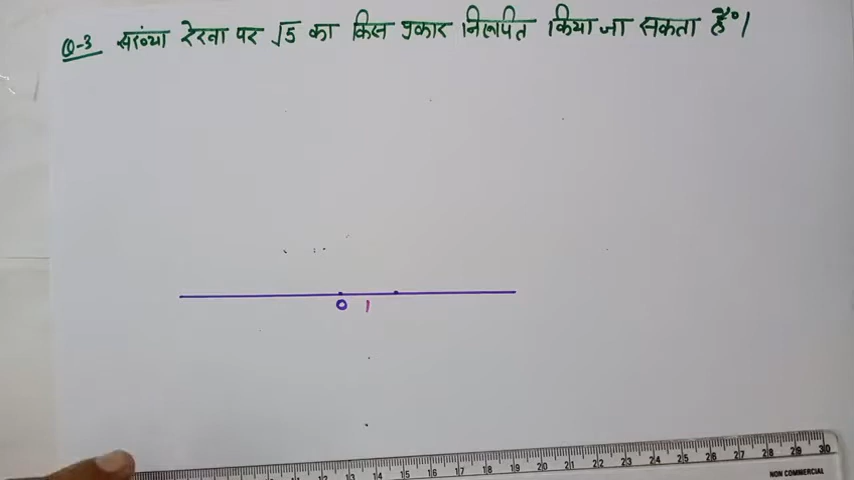 Q-3 संख्या रेखा पर √5 का किस प्रकार निरूपित किया जा सकता हैं०।
0 1
13 14 15 16 17 18 19 20 21 22 23 24 25 26 27 28 29 30
NON COMMERCIAL